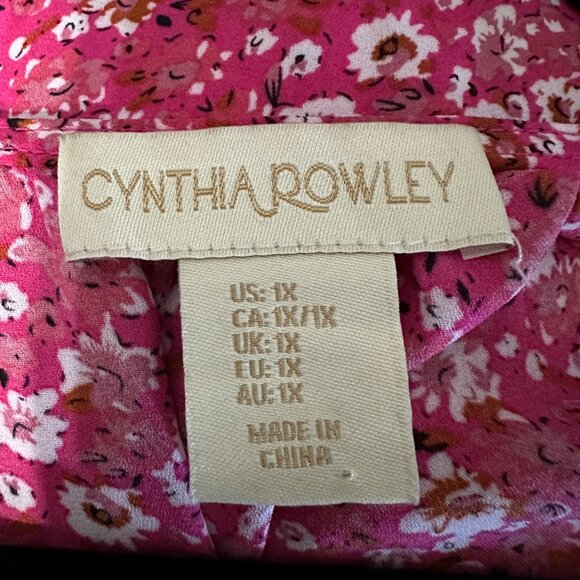 CYNTHIA ROWLEY
US: 1X
CA: 1X/1X
UK: 1X
EU: 1X
AU: 1X
MADE IN
CHINA